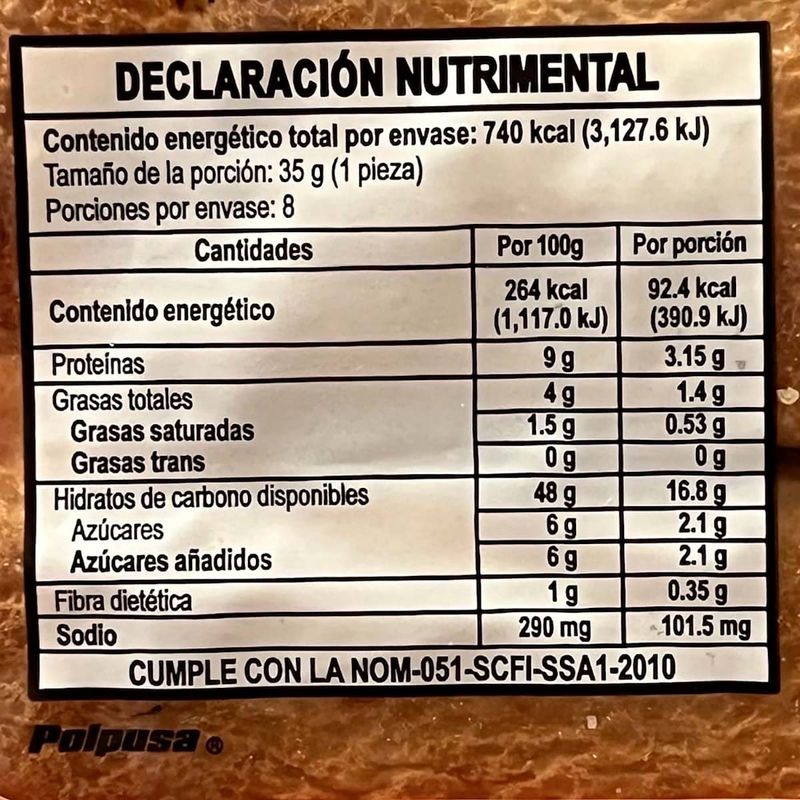 DECLARACIÓN NUTRIMENTAL
Contenido energético total por envase: 740 kcal (3,127.6 kJ)
Tamaño de la porción: 35 g (1 pieza)
Porciones por envase: 8
Cantidades Por 100g Por porción
Contenido energético 264 kcal (1,117.0 kJ) 92.4 kcal (390.9 kJ)
Proteínas 9 g 3.15 g
Grasas totales 4 g 1.4 g
Grasas saturadas 1.5 g 0.53 g
Grasas trans 0 g 0 g
Hidratos de carbono disponibles 48 g 16.8 g
Azúcares 6 g 2.1 g
Azúcares añadidos 6 g 2.1 g
Fibra dietética 1 g 0.35 g
Sodio 290 mg 101.5 mg
CUMPLE CON LA NOM-051-SCFI-SSA1-2010
Polpusa ®